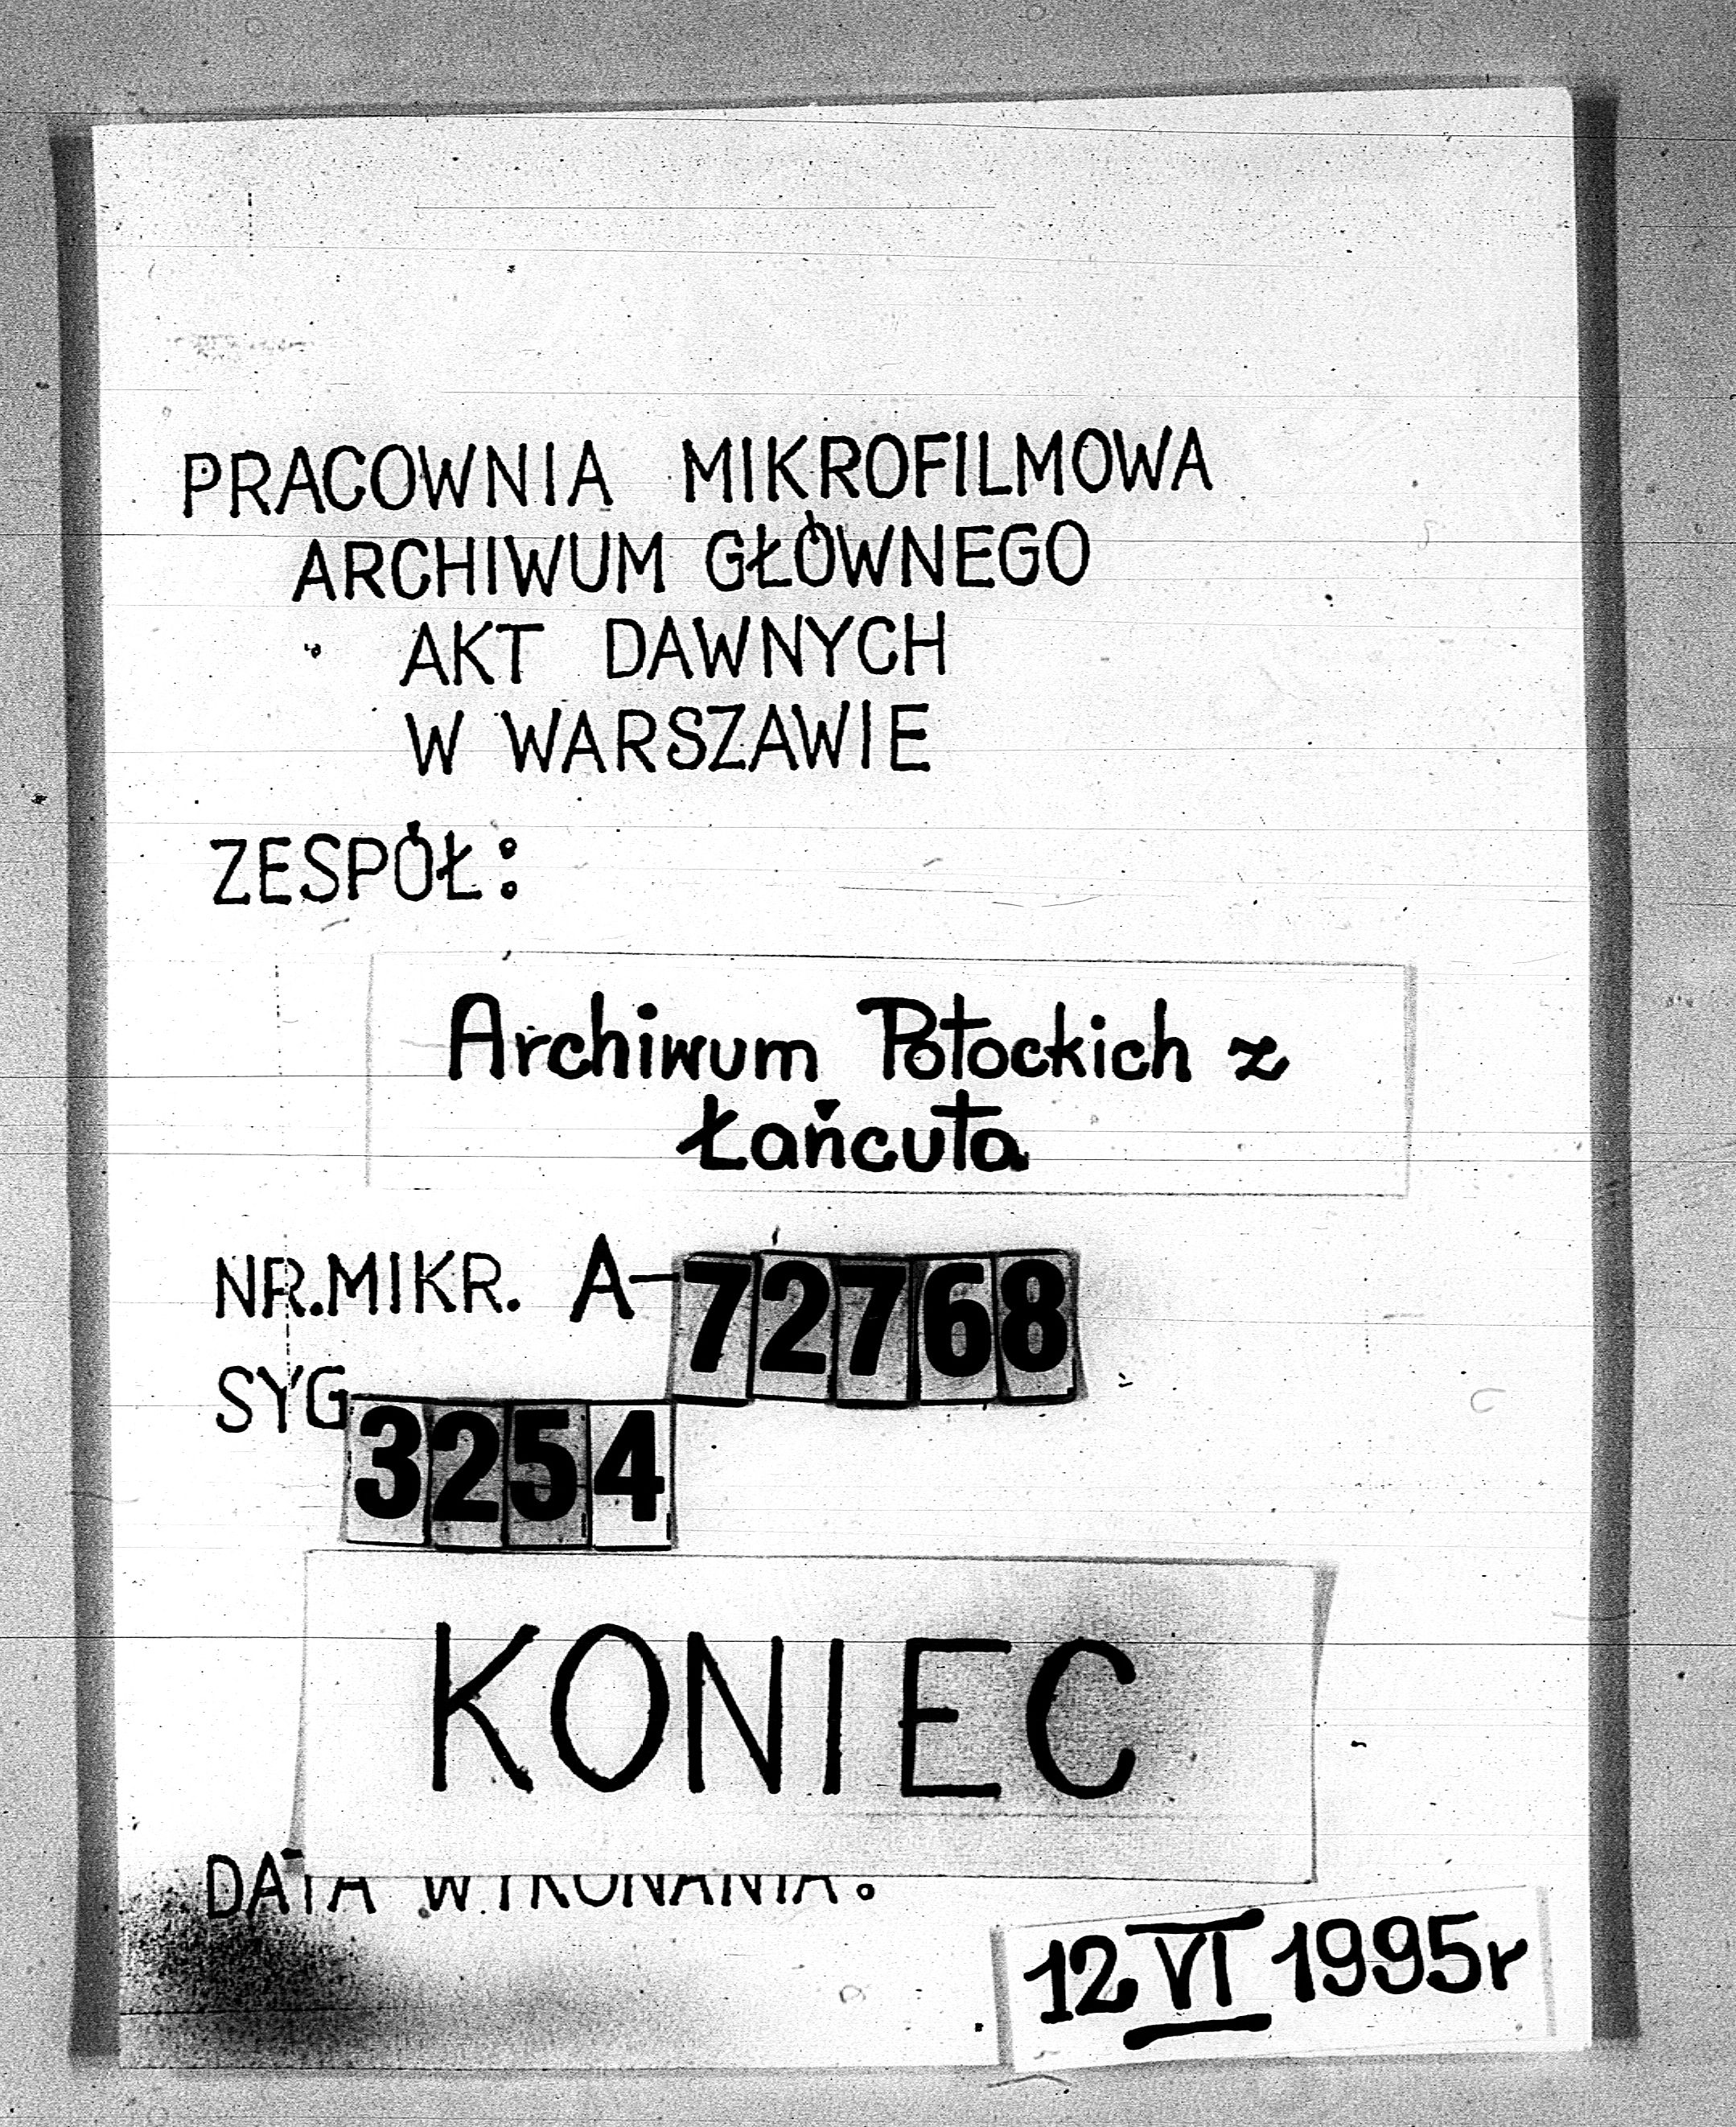 PRACOWNIA MIKROFILMOWA
ARCHIWUM GŁÓWNEGO
AKT DAWNYCH
W WARSZAWIE
ZESPÓŁ:
Archiwum Potockich z
Łańcuta
NR.MIKR. A-72768
SYG 3254
KONIEC
DATA WYKONANIA:
12 VI 1995r